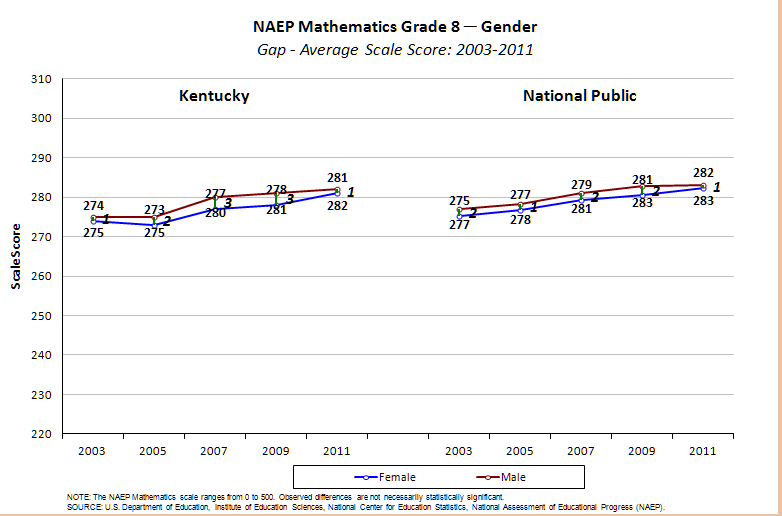 NAEP Mathematics Grade 8 — Gender
Gap - Average Scale Score: 2003-2011
310
Kentucky National Public
300
290
280
270
260
250
240
230
220
ScaleScore
274 273 277 278 281
1 2 3 3 1
275 275 280 281 282
275 277 279 281 282
2 1 2 2 1
277 278 281 283 283
2003 2005 2007 2009 2011 2003 2005 2007 2009 2011
Female Male
NOTE: The NAEP Mathematics scale ranges from 0 to 500. Observed differences are not necessarily statistically significant.
SOURCE: U.S. Department of Education, Institute of Education Sciences, National Center for Education Statistics, National Assessment of Educational Progress (NAEP).